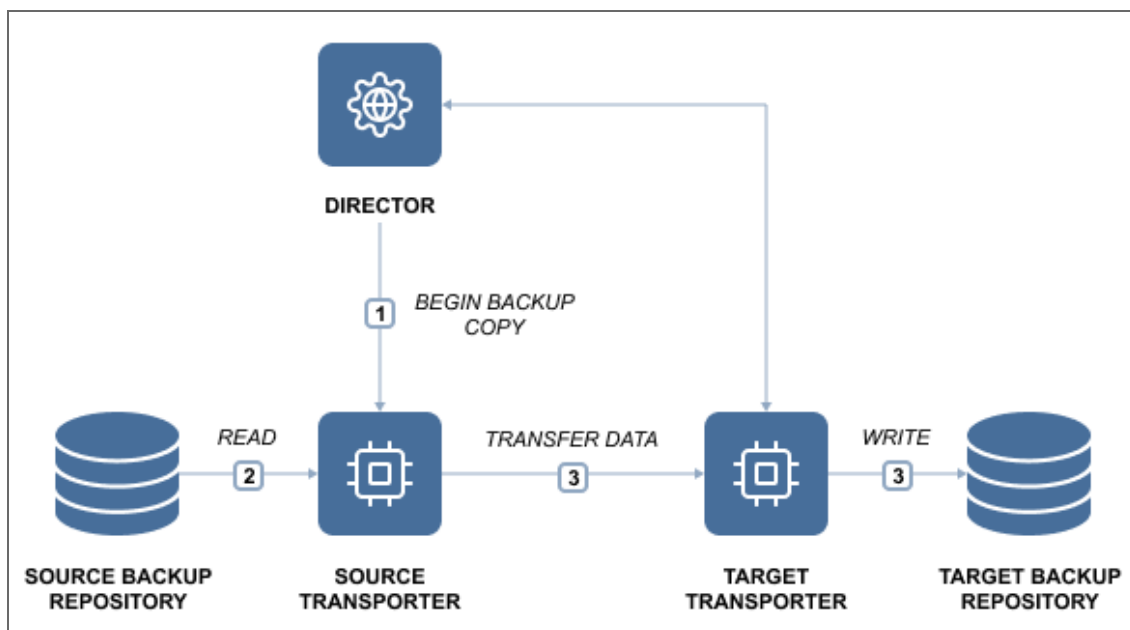 DIRECTOR
1
BEGIN BACKUP
COPY
READ
2
TRANSFER DATA
3
WRITE
3
SOURCE BACKUP
REPOSITORY
SOURCE
TRANSPORTER
TARGET
TRANSPORTER
TARGET BACKUP
REPOSITORY